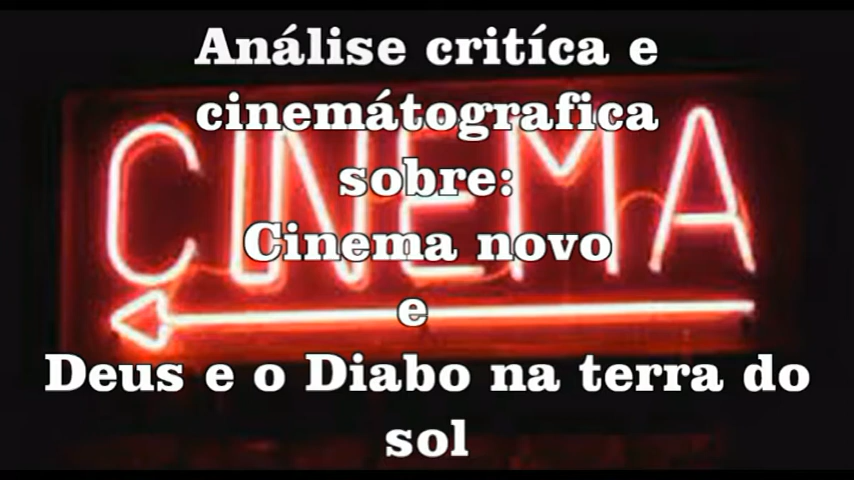 Análise critíca e
cinemátografica
sobre:
Cinema novo
e
Deus e o Diabo na terra do
sol
CINEMA